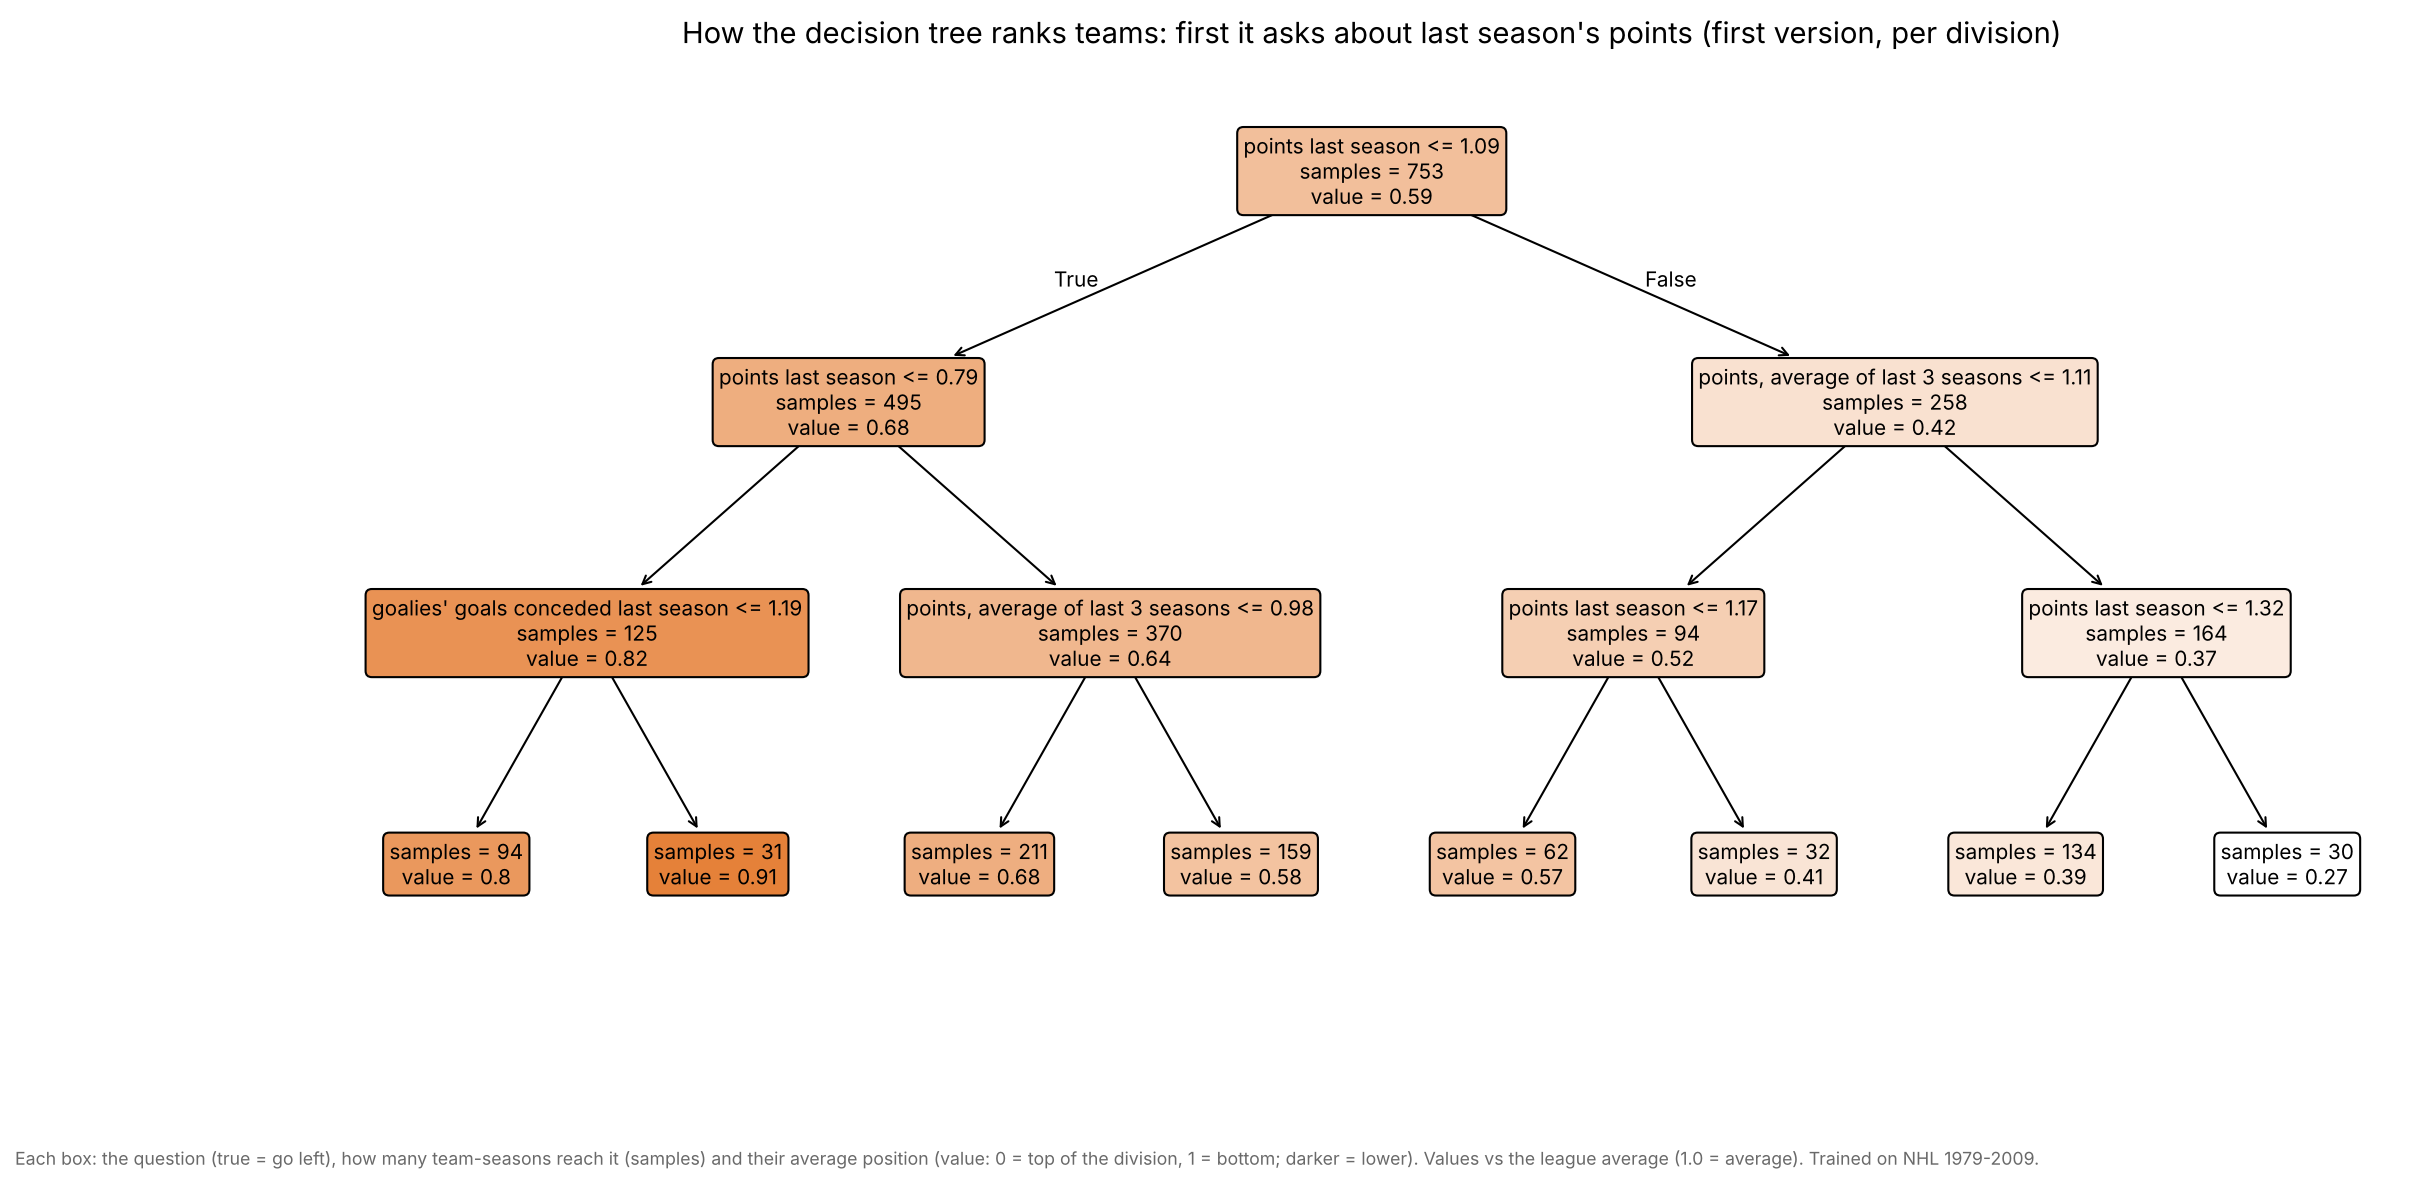 How the decision tree ranks teams: first it asks about last season's points (first version, per division)
points last season <= 1.09
samples = 753
value = 0.59
True
False
points last season <= 0.79
samples = 495
value = 0.68
points, average of last 3 seasons <= 1.11
samples = 258
value = 0.42
goalies' goals conceded last season <= 1.19
samples = 125
value = 0.82
points, average of last 3 seasons <= 0.98
samples = 370
value = 0.64
points last season <= 1.17
samples = 94
value = 0.52
points last season <= 1.32
samples = 164
value = 0.37
samples = 94
value = 0.8
samples = 31
value = 0.91
samples = 211
value = 0.68
samples = 159
value = 0.58
samples = 62
value = 0.57
samples = 32
value = 0.41
samples = 134
value = 0.39
samples = 30
value = 0.27
Each box: the question (true = go left), how many team-seasons reach it (samples) and their average position (value: 0 = top of the division, 1 = bottom; darker = lower). Values vs the league average (1.0 = average). Trained on NHL 1979-2009.